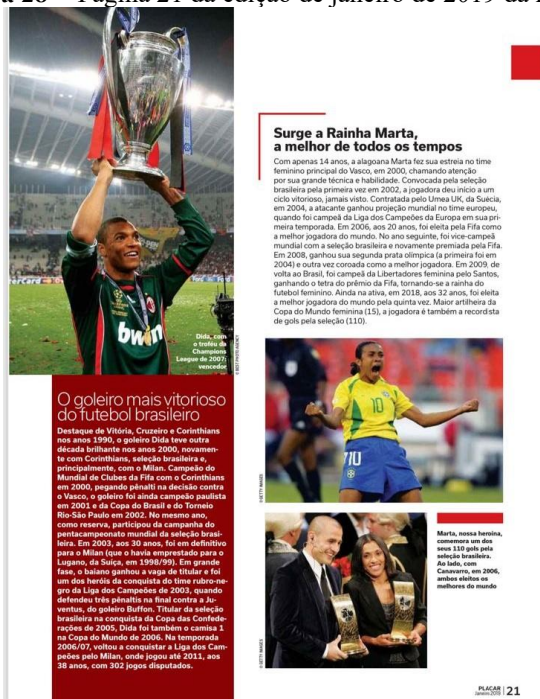 Página 21 da edição de janeiro de 2019 da
bwin
Dida, com
o troféu da
Champions
League de 2007:
vencedor
O goleiro mais vitorioso
do futebol brasileiro
Destaque de Vitória, Cruzeiro e Corinthians
nos anos 1990, o goleiro Dida teve outra
década brilhante nos anos 2000, novamen-
te com Corinthians, seleção brasileira e,
principalmente, com o Milan. Campeão do
Mundial de Clubes da Fifa com o Corinthians
em 2000, pegando pênalti na decisão contra
o Vasco, o goleiro foi ainda campeão paulista
em 2001 e da Copa do Brasil e do Torneio
Rio-São Paulo em 2002. No mesmo ano,
como reserva, participou da campanha do
pentacampeonato mundial da seleção brasi-
leira. Em 2003, aos 30 anos, foi em definitivo
para o Milan (que o havia emprestado para o
Lugano, da Suíça, em 1998/99). Em grande
fase, o baiano ganhou a vaga de titular e foi
um dos heróis da conquista do time rubro-ne-
gro da Liga dos Campeões de 2003, quando
defendeu três pênaltis na final contra a Ju-
ventus, do goleiro Buffon. Titular da seleção
brasileira na conquista da Copa das Confede-
rações de 2005, Dida foi também o camisa 1
na Copa do Mundo de 2006. Na temporada
2006/07, voltou a conquistar a Liga dos Cam-
peões pelo Milan, onde jogou até 2011, aos
38 anos, com 302 jogos disputados.
Surge a Rainha Marta,
a melhor de todos os tempos
Com apenas 14 anos, a alagoana Marta fez sua estreia no time
feminino principal do Vasco, em 2000, chamando atenção
por sua grande técnica e habilidade. Convocada pela seleção
brasileira pela primeira vez em 2002, a jogadora deu início a um
ciclo vitorioso, jamais visto. Contratada pelo Umea UK, da Suécia,
em 2004, a atacante ganhou projeção mundial no time europeu,
quando foi campeã da Liga dos Campeões da Europa em sua pri-
meira temporada. Em 2006, aos 20 anos, foi eleita pela Fifa como
a melhor jogadora do mundo. No ano seguinte, foi vice-campeã
mundial com a seleção brasileira e novamente premiada pela Fifa.
Em 2008, ganhou sua segunda prata olímpica (a primeira foi em
2004) e outra vez coroada como a melhor jogadora. Em 2009, de
volta ao Brasil, foi campeã da Libertadores feminina pelo Santos,
ganhando o tetra do prêmio da Fifa, tornando-se a rainha do
futebol feminino. Ainda na ativa, em 2018, aos 32 anos, foi eleita
a melhor jogadora do mundo pela quinta vez. Maior artilheira da
Copa do Mundo feminina (15), a jogadora é também a recordista
de gols pela seleção (110).
10
10
©GETTY IMAGES
Marta, nossa heroína,
comemora um dos
seus 110 gols pela
seleção brasileira.
Ao lado, com
Canavarro, em 2006,
ambos eleitos os
melhores do mundo
©GETTY IMAGES
PLACAR
Janeiro 2019
21